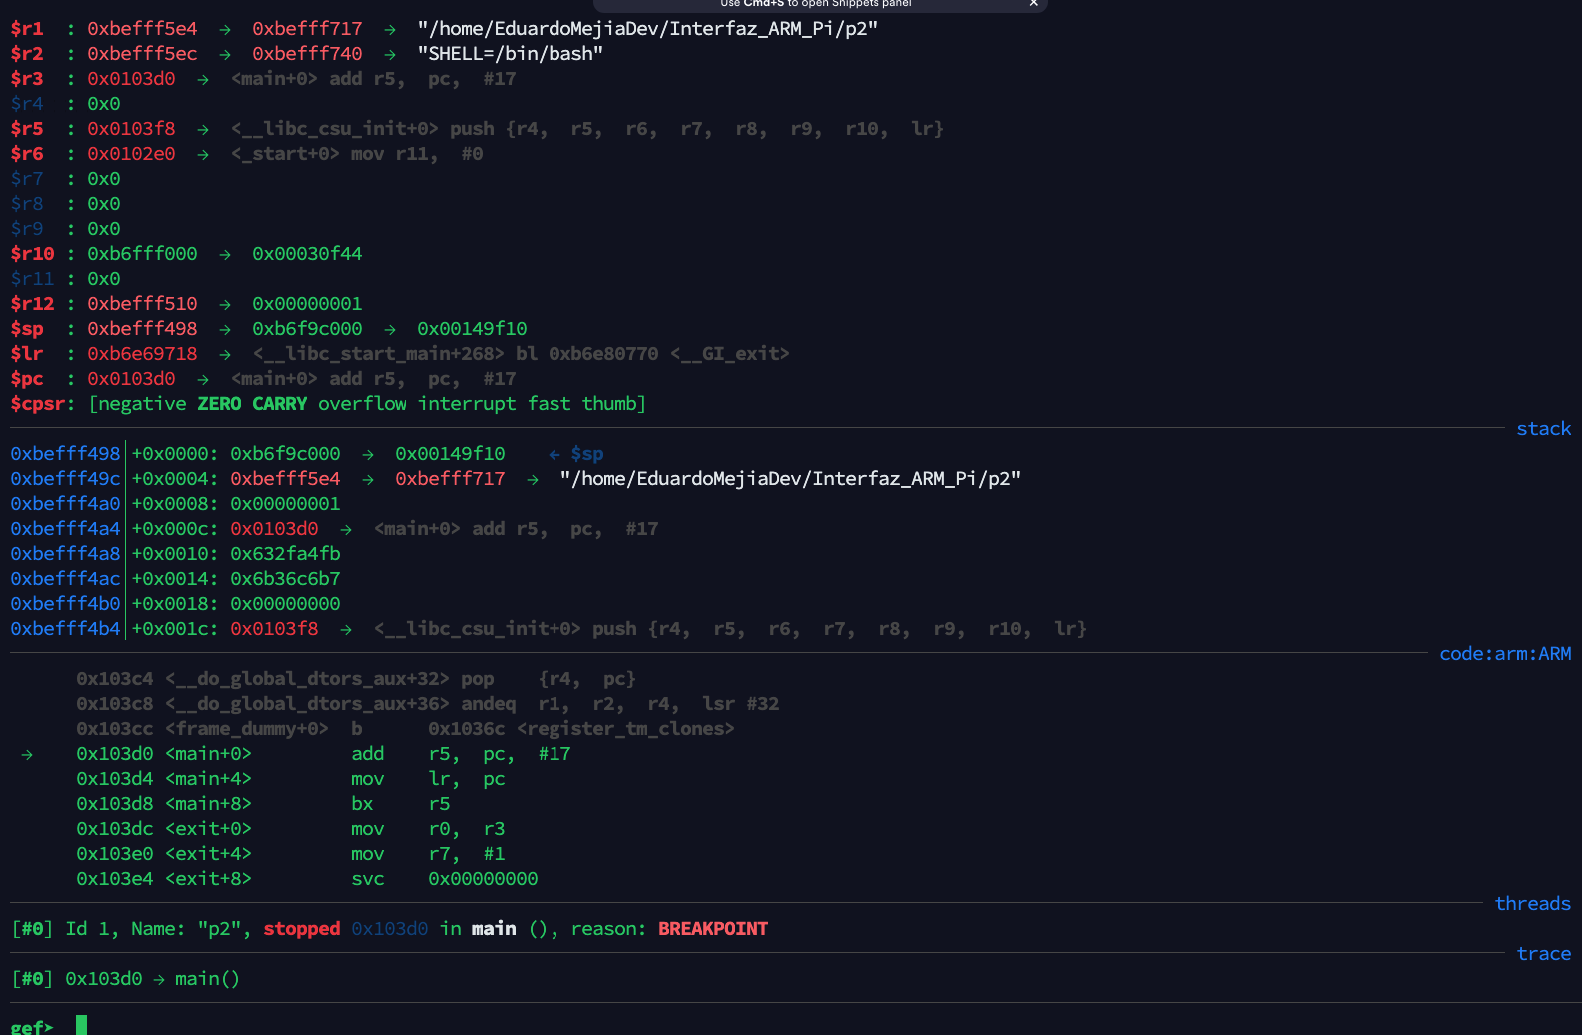 Use Cmd+S to open Snippets panel ×
$r1  : 0xbefff5e4  →  0xbefff717  →  "/home/EduardoMejiaDev/Interfaz_ARM_Pi/p2"
$r2  : 0xbefff5ec  →  0xbefff740  →  "SHELL=/bin/bash"
$r3  : 0x0103d0  →  <main+0> add r5,  pc,  #17
$r4  : 0x0
$r5  : 0x0103f8  →  <__libc_csu_init+0> push {r4,  r5,  r6,  r7,  r8,  r9,  r10,  lr}
$r6  : 0x0102e0  →  <_start+0> mov r11,  #0
$r7  : 0x0
$r8  : 0x0
$r9  : 0x0
$r10 : 0xb6fff000  →  0x00030f44
$r11 : 0x0
$r12 : 0xbefff510  →  0x00000001
$sp  : 0xbefff498  →  0xb6f9c000  →  0x00149f10
$lr  : 0xb6e69718  →  <__libc_start_main+268> bl 0xb6e80770 <__GI_exit>
$pc  : 0x0103d0  →  <main+0> add r5,  pc,  #17
$cpsr: [negative ZERO CARRY overflow interrupt fast thumb]
stack
0xbefff498│+0x0000: 0xb6f9c000  →  0x00149f10    ← $sp
0xbefff49c│+0x0004: 0xbefff5e4  →  0xbefff717  →  "/home/EduardoMejiaDev/Interfaz_ARM_Pi/p2"
0xbefff4a0│+0x0008: 0x00000001
0xbefff4a4│+0x000c: 0x0103d0  →  <main+0> add r5,  pc,  #17
0xbefff4a8│+0x0010: 0x632fa4fb
0xbefff4ac│+0x0014: 0x6b36c6b7
0xbefff4b0│+0x0018: 0x00000000
0xbefff4b4│+0x001c: 0x0103f8  →  <__libc_csu_init+0> push {r4,  r5,  r6,  r7,  r8,  r9,  r10,  lr}
code:arm:ARM
0x103c4 <__do_global_dtors_aux+32> pop    {r4,  pc}
0x103c8 <__do_global_dtors_aux+36> andeq  r1,  r2,  r4,  lsr #32
0x103cc <frame_dummy+0>  b      0x1036c <register_tm_clones>
→    0x103d0 <main+0>         add    r5,  pc,  #17
0x103d4 <main+4>         mov    lr,  pc
0x103d8 <main+8>         bx     r5
0x103dc <exit+0>         mov    r0,  r3
0x103e0 <exit+4>         mov    r7,  #1
0x103e4 <exit+8>         svc    0x00000000
threads
[#0] Id 1, Name: "p2", stopped 0x103d0 in main (), reason: BREAKPOINT
trace
[#0] 0x103d0 → main()
gef➤